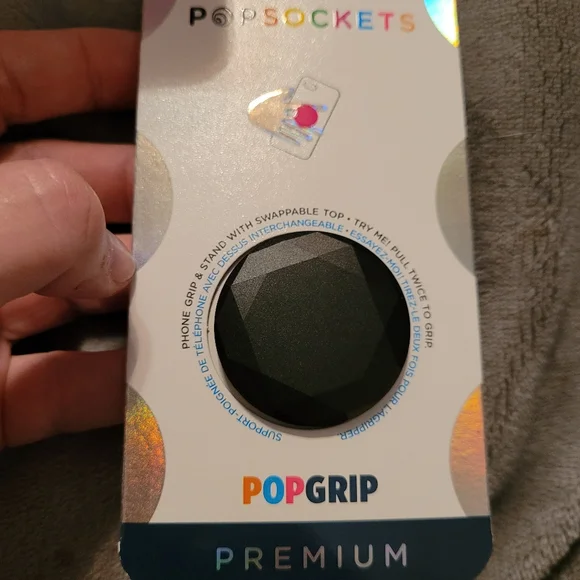 POPSOCKETS
PHONE GRIP & STAND WITH SWAPPABLE TOP • TRY ME! PULL TWICE TO GRIP.
SUPPORT-POIGNÉE DE TÉLÉPHONE AVEC DESSUS INTERCHANGEABLE • ESSAYEZ-MOI! TIREZ-LE DEUX FOIS POUR L'AGRIPPER.
POPGRIP
PREMIUM